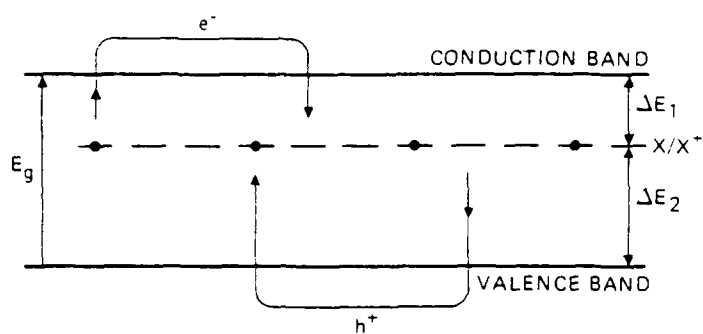 e⁻
CONDUCTION BAND
ΔE₁
X/X⁺
E_g
ΔE₂
VALENCE BAND
h⁺